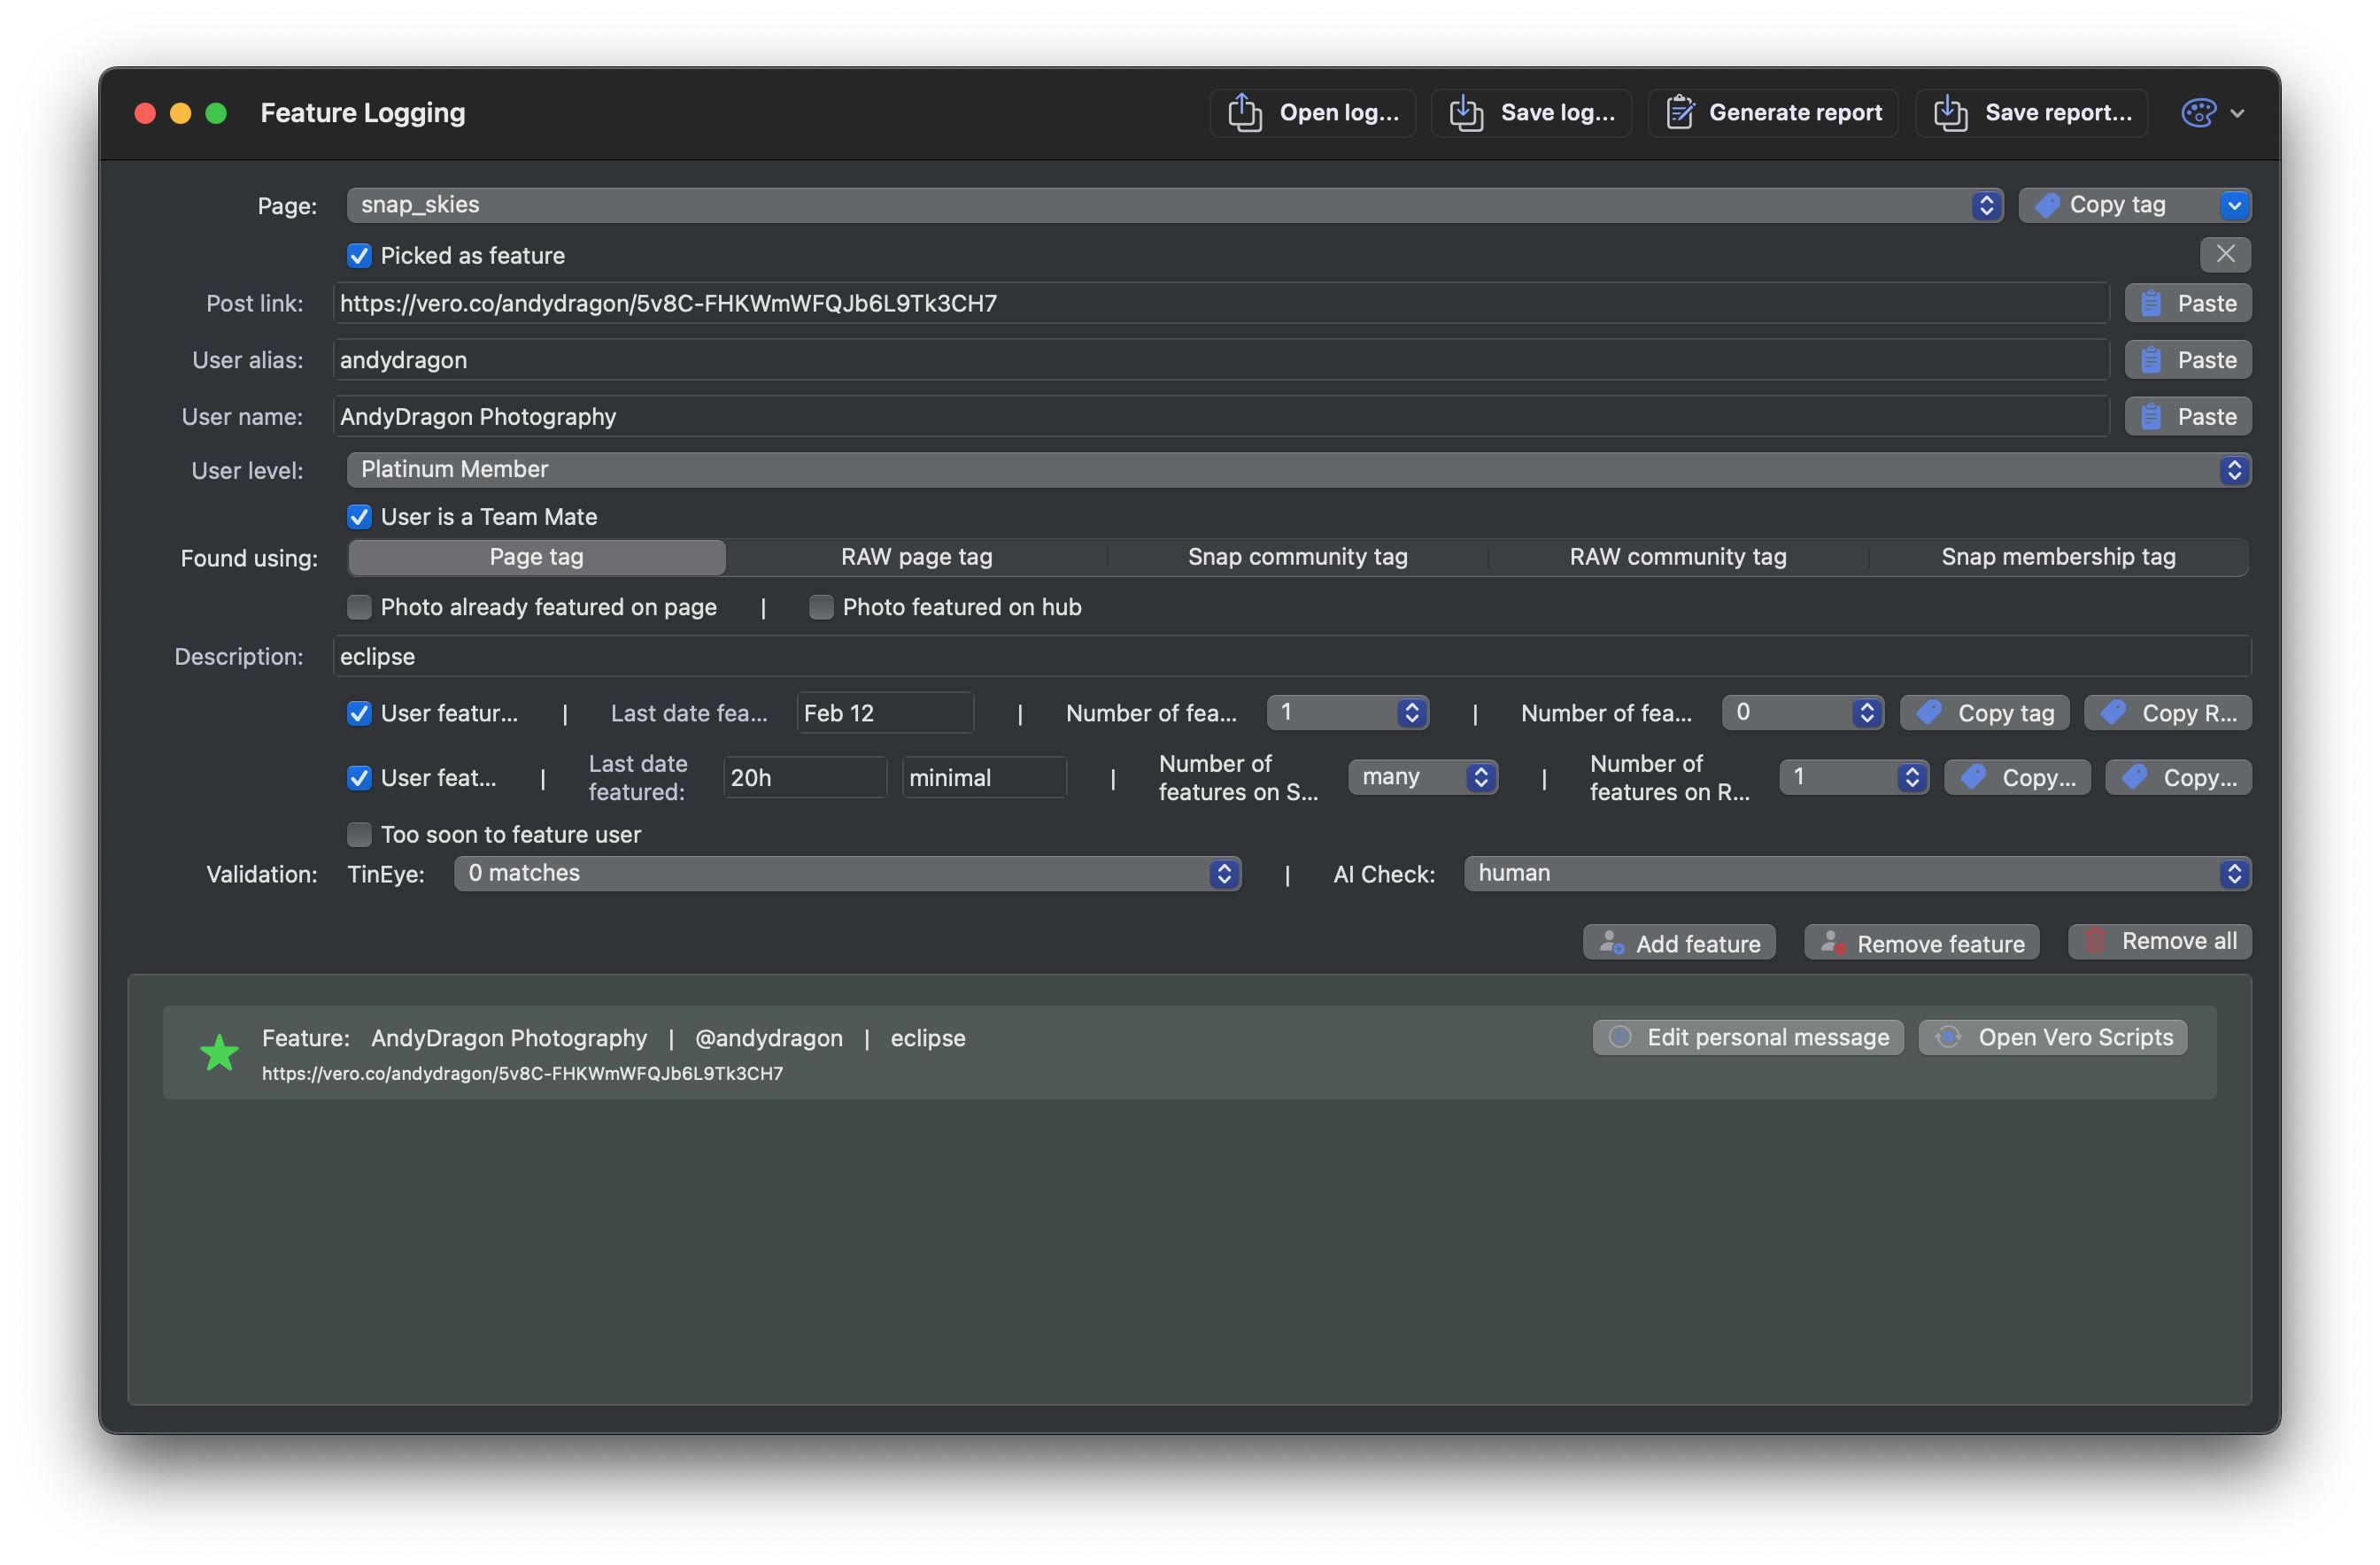 Feature Logging Open log... Save log... Generate report Save report...
Page: snap_skies Copy tag
Picked as feature
Post link: https://vero.co/andydragon/5v8C-FHKWmWFQJb6L9Tk3CH7 Paste
User alias: andydragon Paste
User name: AndyDragon Photography Paste
User level: Platinum Member
User is a Team Mate
Found using: Page tag RAW page tag Snap community tag RAW community tag Snap membership tag
Photo already featured on page | Photo featured on hub
Description: eclipse
User featur... | Last date fea... Feb 12 | Number of fea... 1 | Number of fea... 0 Copy tag Copy R...
User feat... | Last date featured: 20h minimal | Number of features on S... many | Number of features on R... 1 Copy... Copy...
Too soon to feature user
Validation: TinEye: 0 matches | AI Check: human
Add feature Remove feature Remove all
Feature: AndyDragon Photography | @andydragon | eclipse Edit personal message Open Vero Scripts
https://vero.co/andydragon/5v8C-FHKWmWFQJb6L9Tk3CH7